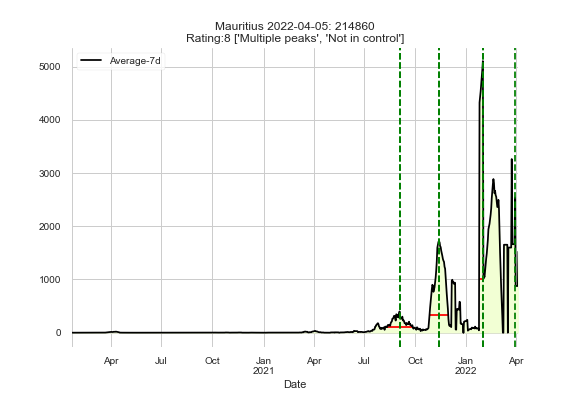 Mauritius 2022-04-05: 214860
Rating:8 ['Multiple peaks', 'Not in control']
Average-7d
5000
4000
3000
2000
1000
0
Apr Jul Oct Jan Apr Jul Oct Jan Apr
2021 2022
Date